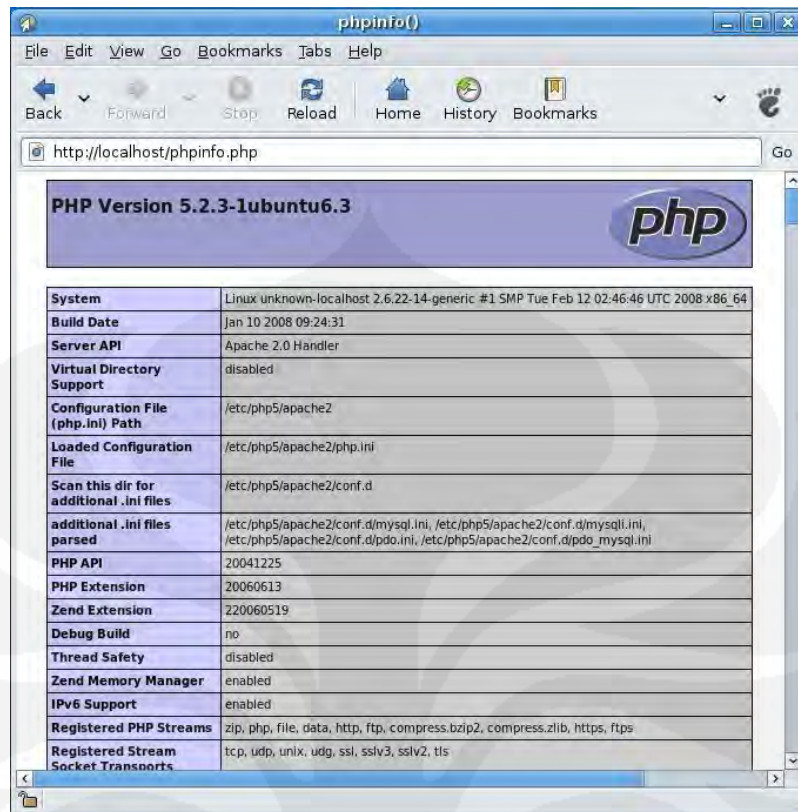 phpinfo()
File Edit View Go Bookmarks Tabs Help
Back Forward Stop Reload Home History Bookmarks
http://localhost/phpinfo.php Go
PHP Version 5.2.3-1ubuntu6.3
php
System Linux unknown-localhost 2.6.22-14-generic #1 SMP Tue Feb 12 02:46:46 UTC 2008 x86_64
Build Date Jan 10 2008 09:24:31
Server API Apache 2.0 Handler
Virtual Directory disabled
Support
Configuration File /etc/php5/apache2
(php.ini) Path
Loaded Configuration /etc/php5/apache2/php.ini
File
Scan this dir for /etc/php5/apache2/conf.d
additional .ini files
additional .ini files /etc/php5/apache2/conf.d/mysql.ini, /etc/php5/apache2/conf.d/mysqli.ini,
parsed /etc/php5/apache2/conf.d/pdo.ini, /etc/php5/apache2/conf.d/pdo_mysql.ini
PHP API 20041225
PHP Extension 20060613
Zend Extension 220060519
Debug Build no
Thread Safety disabled
Zend Memory Manager enabled
IPv6 Support enabled
Registered PHP Streams zip, php, file, data, http, ftp, compress.bzip2, compress.zlib, https, ftps
Registered Stream tcp, udp, unix, udg, ssl, sslv3, sslv2, tls
Socket Transports